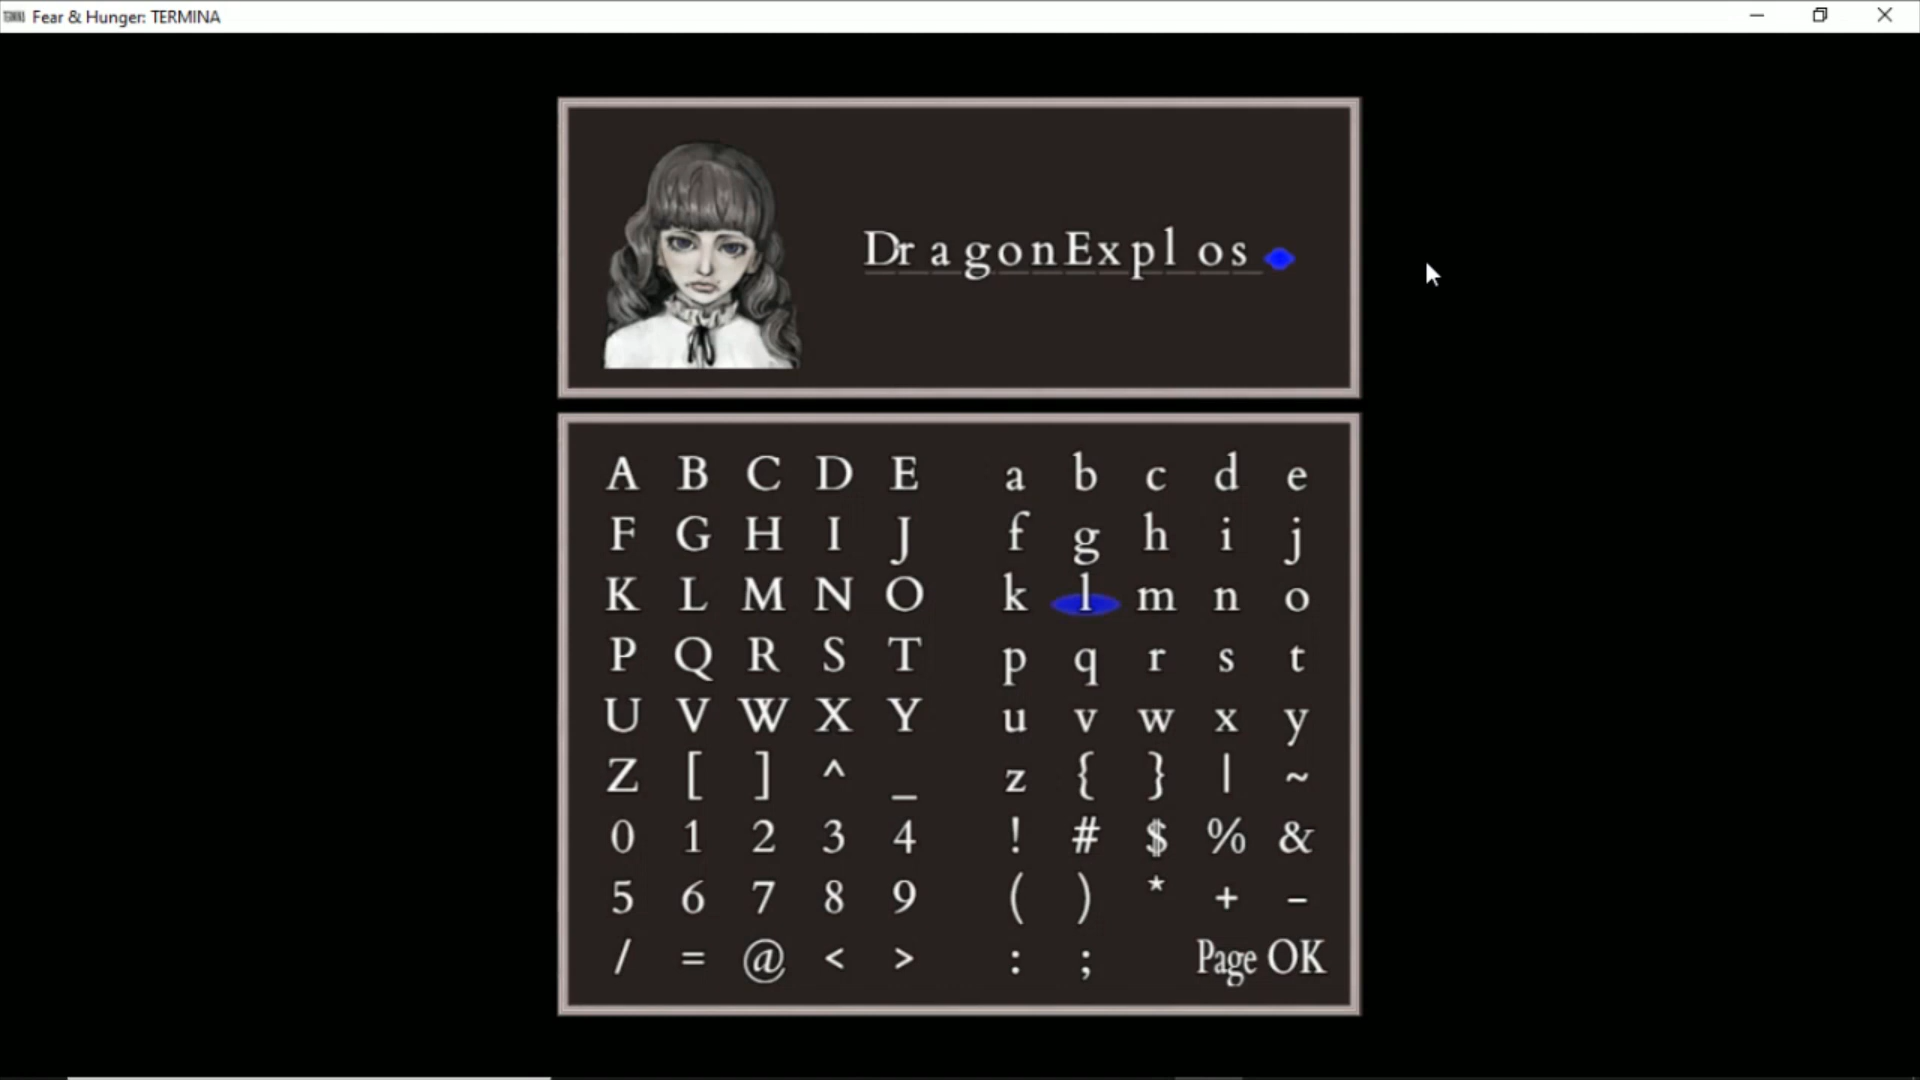 Fear & Hunger: TERMINA
DragonExplos
A B C D E a b c d e
F G H I J f g h i j
K L M N O k l m n o
P Q R S T p q r s t
U V W X Y u v w x y
Z [ ] ^ _ z { } | ~
0 1 2 3 4 ! # $ % &
5 6 7 8 9 ( ) * + -
/ = @ < > : ; Page OK